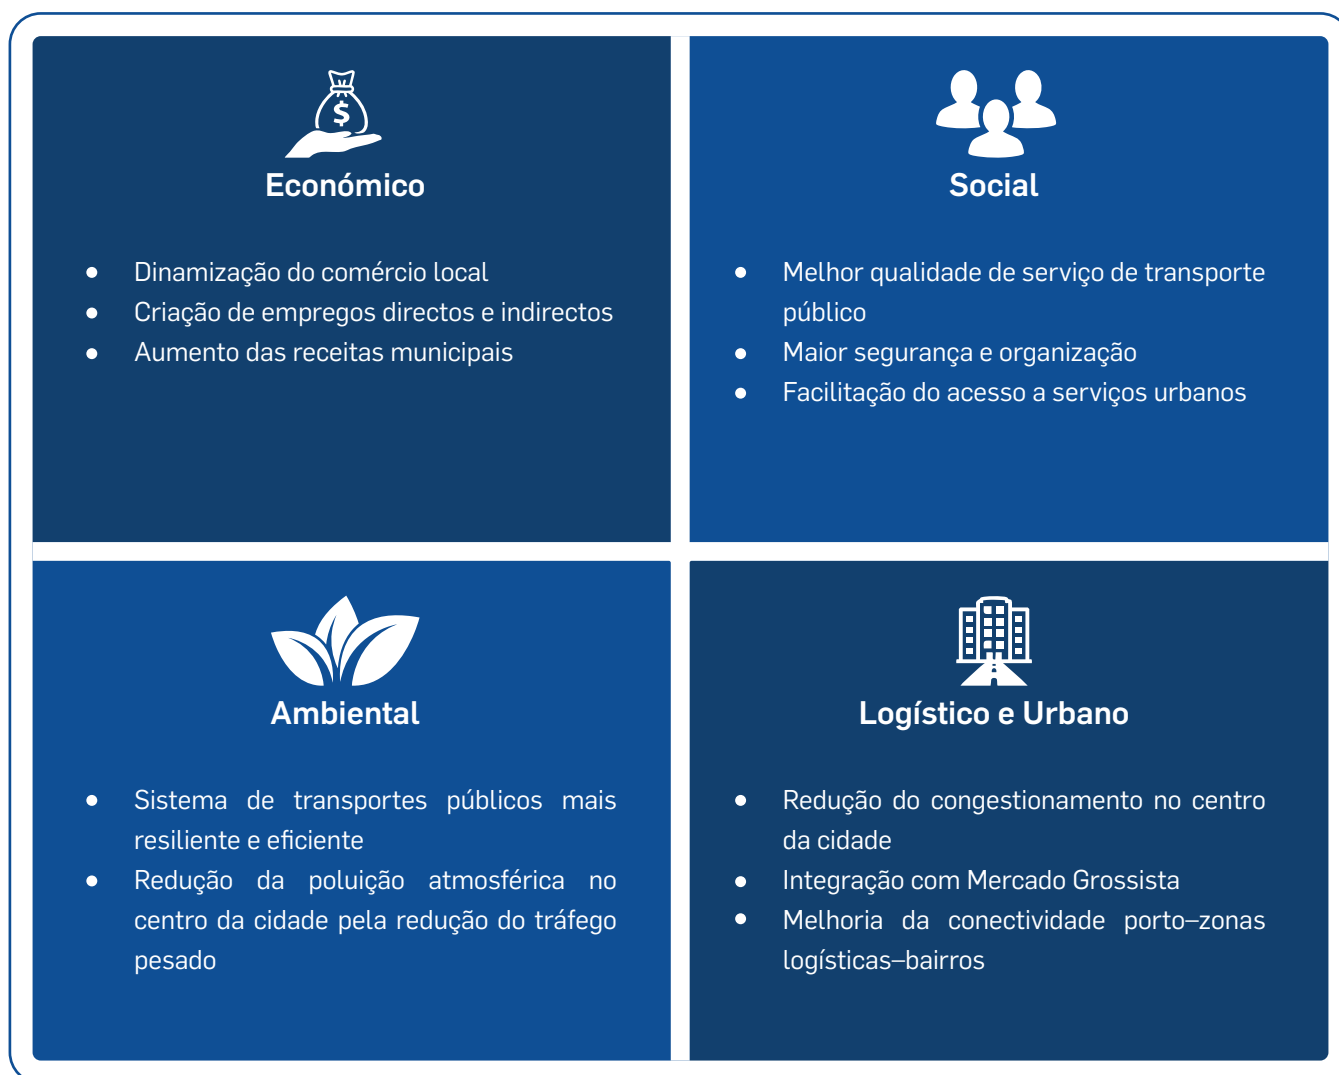 $
Económico
● Dinamização do comércio local
● Criação de empregos directos e indirectos
● Aumento das receitas municipais
Social
● Melhor qualidade de serviço de transporte
público
● Maior segurança e organização
● Facilitação do acesso a serviços urbanos
Ambiental
● Sistema de transportes públicos mais
resiliente e eficiente
● Redução da poluição atmosférica no
centro da cidade pela redução do tráfego
pesado
Logístico e Urbano
● Redução do congestionamento no centro
da cidade
● Integração com Mercado Grossista
● Melhoria da conectividade porto–zonas
logísticas–bairros